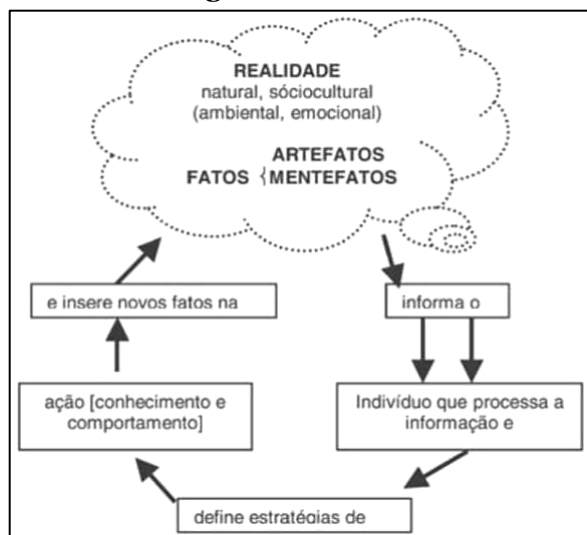 REALIDADE
natural, sóciocultural
(ambiental, emocional)
ARTEFATOS
FATOS { MENTEFATOS
e insere novos fatos na
informa o
ação [conhecimento e
comportamento]
Indivíduo que processa a
informação e
define estratégias de